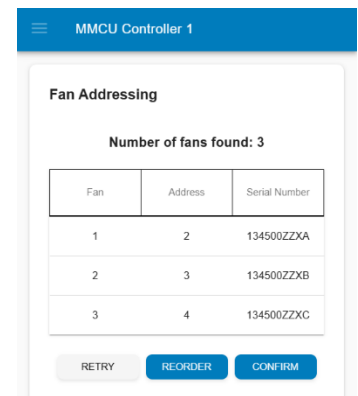 MMCU Controller 1
Fan Addressing
Number of fans found: 3
Fan Address Serial Number
1 2 134500ZZXA
2 3 134500ZZXB
3 4 134500ZZXC
RETRY REORDER CONFIRM